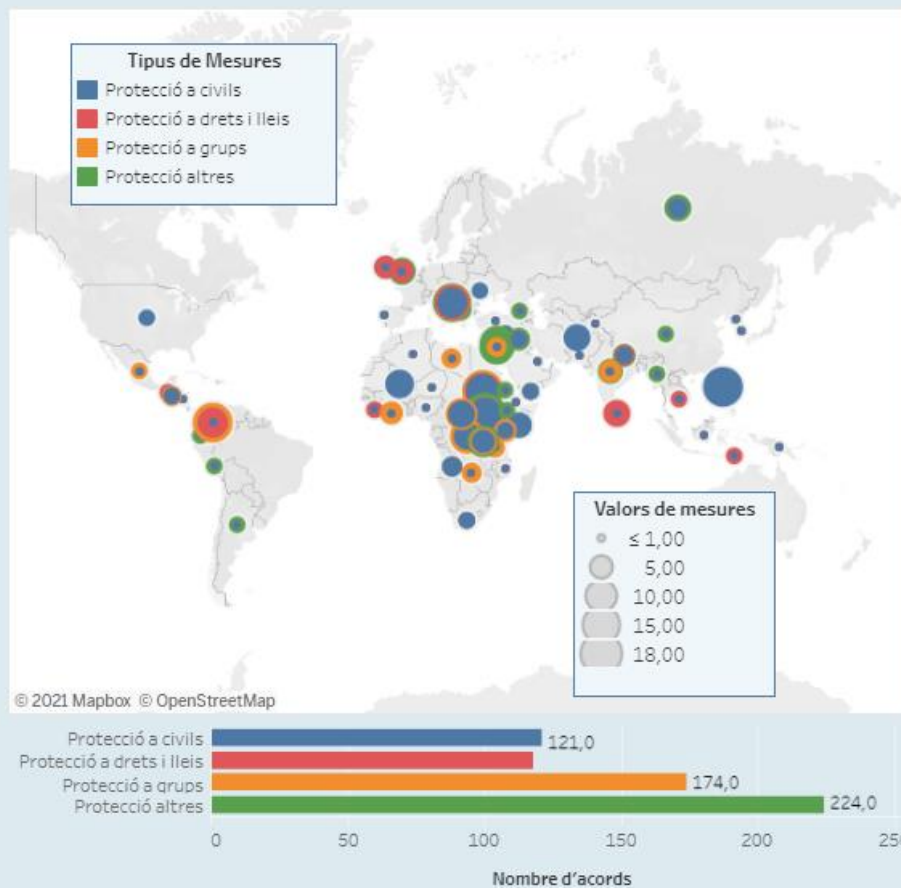 Tipus de Mesures
Protecció a civils
Protecció a drets i lleis
Protecció a grups
Protecció altres
Valors de mesures
≤ 1,00
5,00
10,00
15,00
18,00
© 2021 Mapbox © OpenStreetMap
Protecció a civils 121,0
Protecció a drets i lleis
Protecció a grups 174,0
Protecció altres 224,0
0 50 100 150 200 250
Nombre d'acords